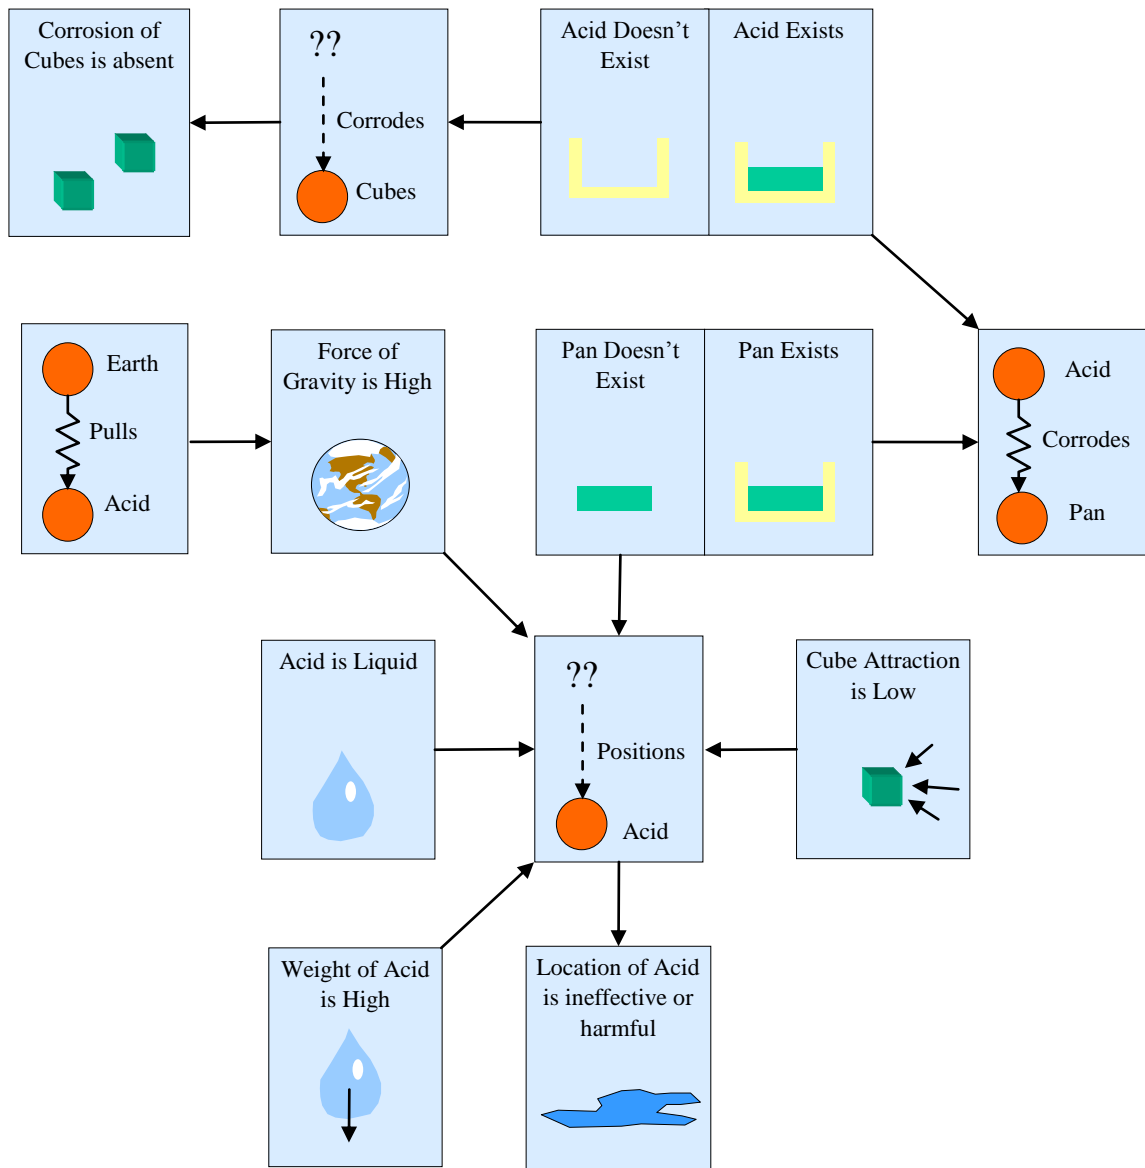 Corrosion of
Cubes is absent
??
Corrodes
Cubes
Acid Doesn’t
Exist
Acid Exists
Earth
Pulls
Acid
Force of
Gravity is High
Pan Doesn’t
Exist
Pan Exists
Acid
Corrodes
Pan
Acid is Liquid
??
Positions
Acid
Cube Attraction
is Low
Weight of Acid
is High
Location of Acid
is ineffective or
harmful